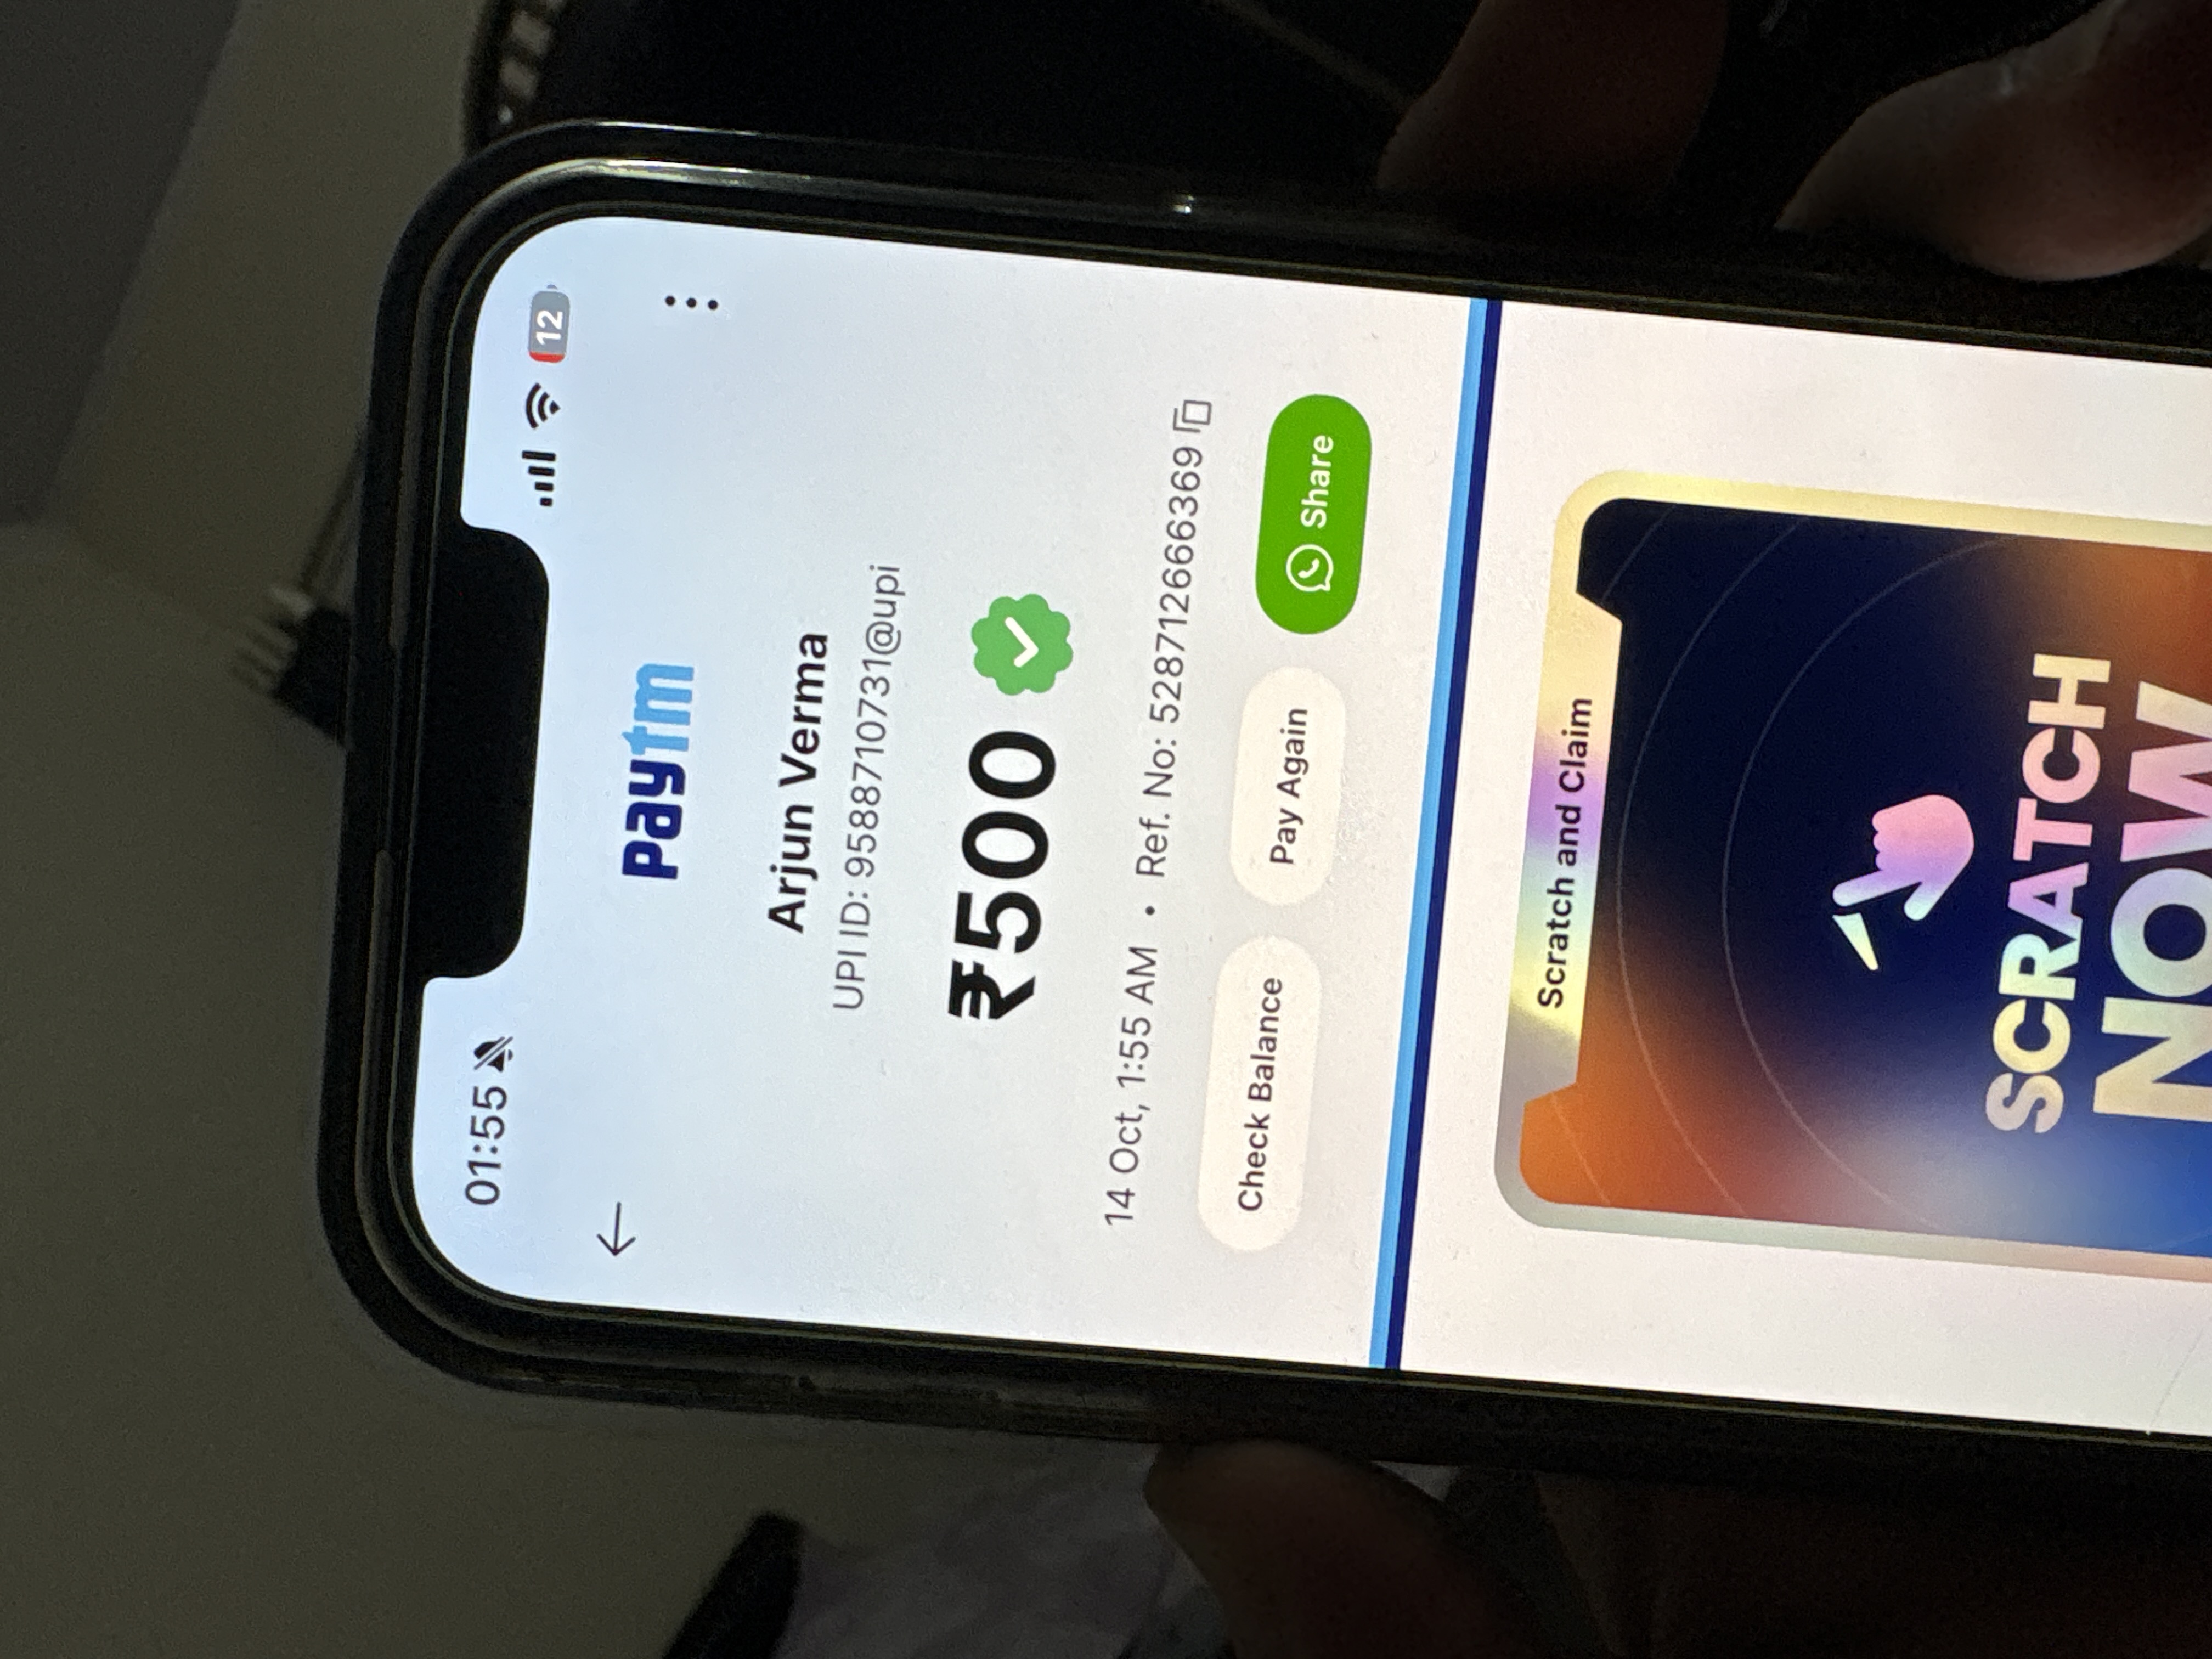 01:55
12
paytm
Arjun Verma
UPI ID: 9588710731@upi
₹500
14 Oct, 1:55 AM • Ref. No: 528712666369
Check Balance
Pay Again
Share
Scratch and Claim
SCRATCH
NOW